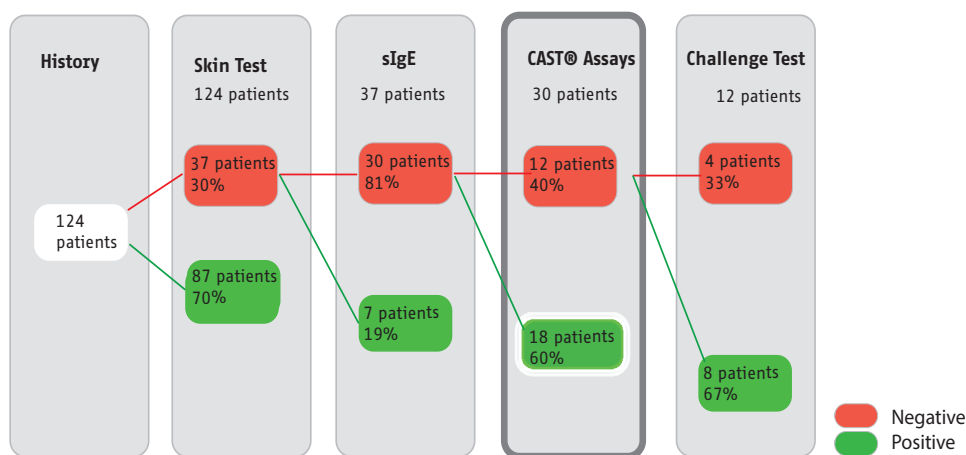 History
124
patients
Skin Test
124 patients
37 patients
30%
87 patients
70%
sIgE
37 patients
30 patients
81%
7 patients
19%
CAST® Assays
30 patients
12 patients
40%
18 patients
60%
Challenge Test
12 patients
4 patients
33%
8 patients
67%
Negative
Positive